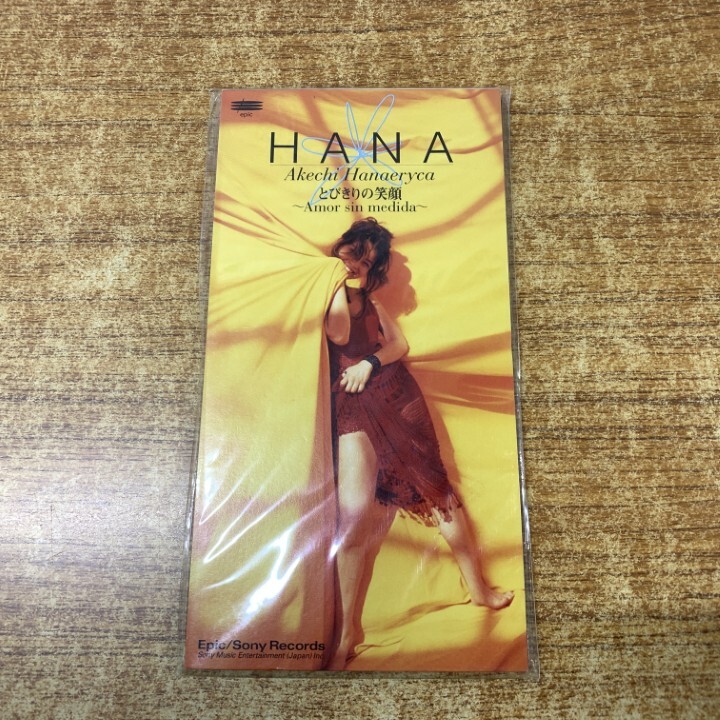 epic
HANA
Akechi Hanaeryca
とびきりの笑顔
~Amor sin medida~
Epic/Sony Records
Sony Music Entertainment (Japan) Inc.